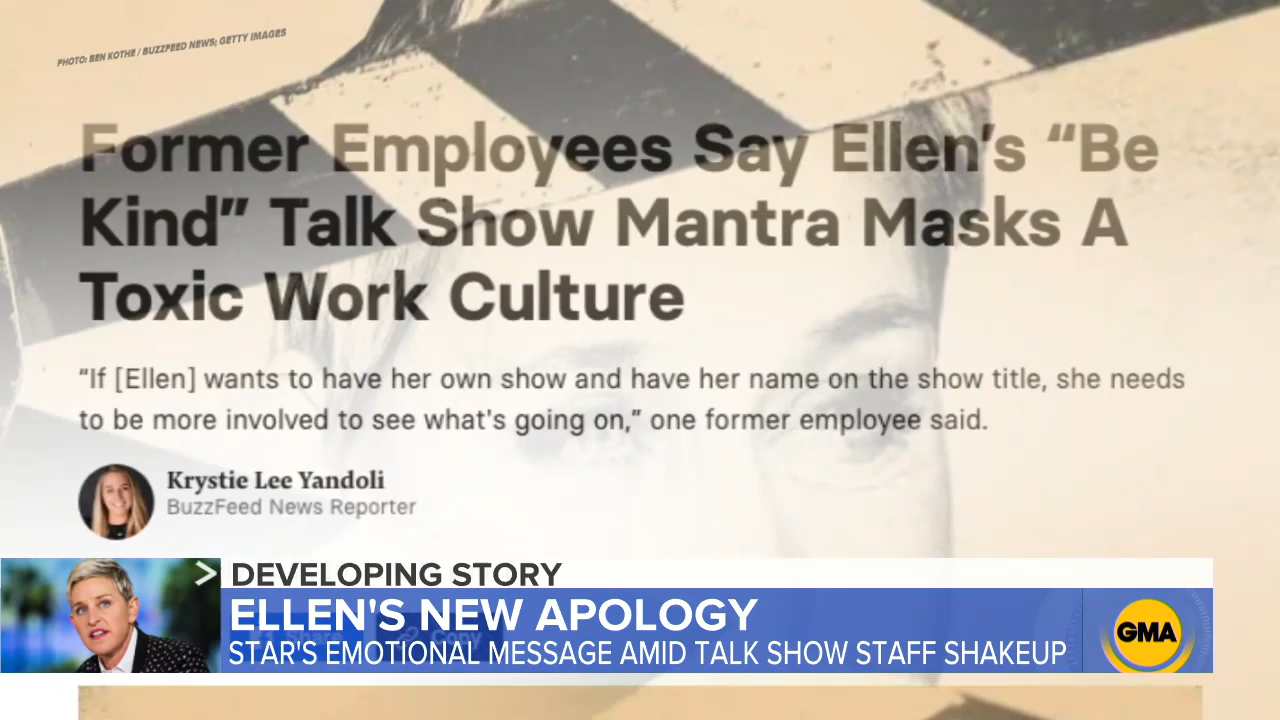 PHOTO: BEN KOTHE / BUZZFEED NEWS; GETTY IMAGES
Former Employees Say Ellen’s “Be
Kind” Talk Show Mantra Masks A
Toxic Work Culture
“If [Ellen] wants to have her own show and have her name on the show title, she needs
to be more involved to see what's going on,” one former employee said.
Krystie Lee Yandoli
BuzzFeed News Reporter
> DEVELOPING STORY
ELLEN'S NEW APOLOGY
Share Copy
STAR'S EMOTIONAL MESSAGE AMID TALK SHOW STAFF SHAKEUP
GMA